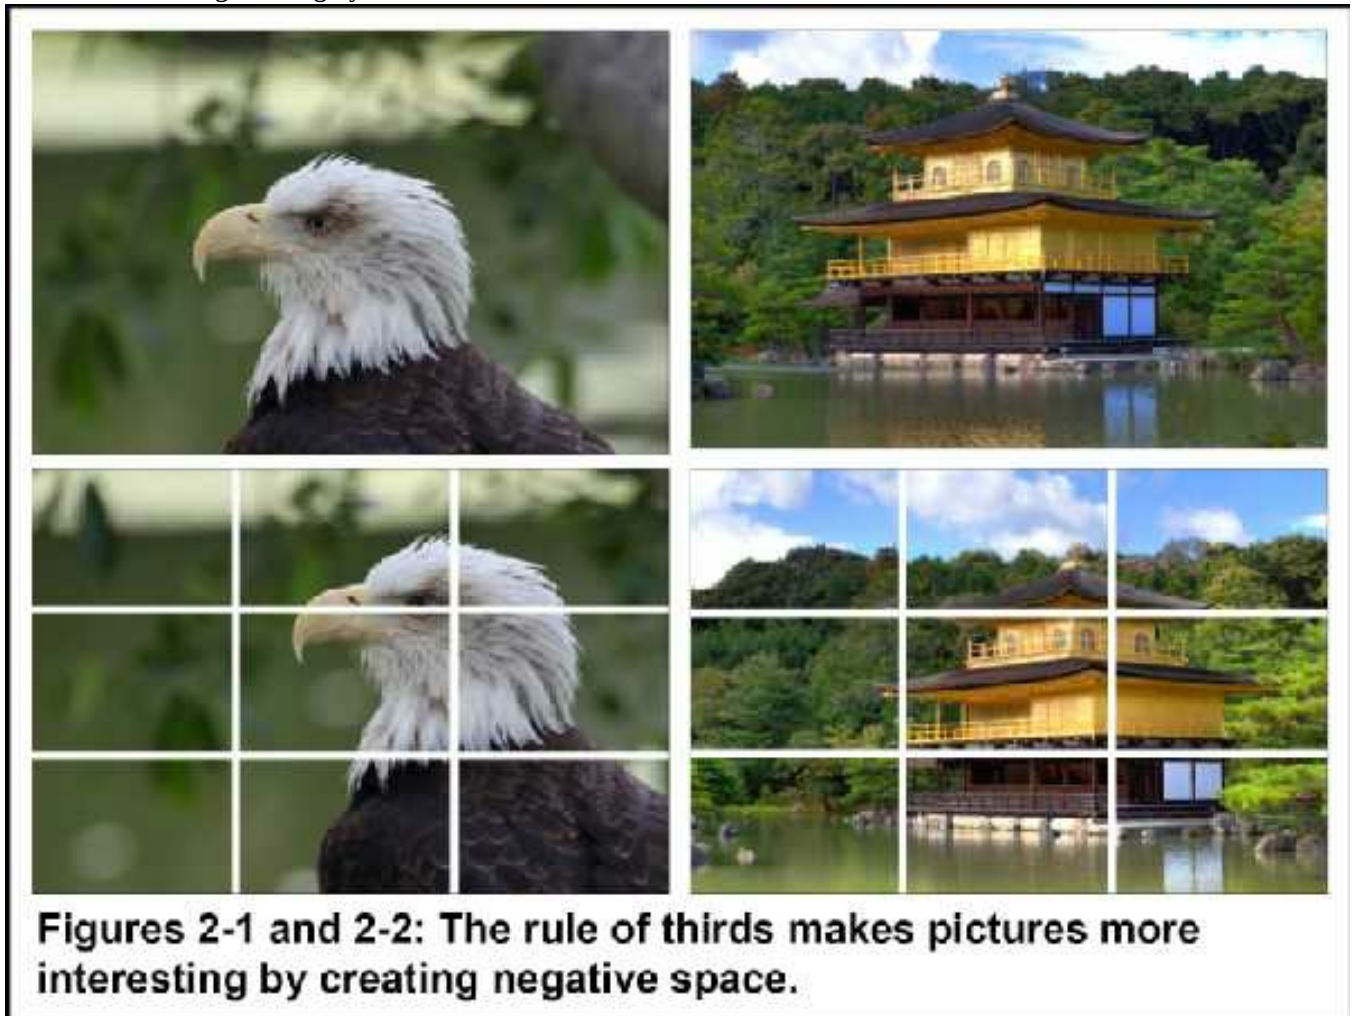 Figures 2-1 and 2-2: The rule of thirds makes pictures more
interesting by creating negative space.